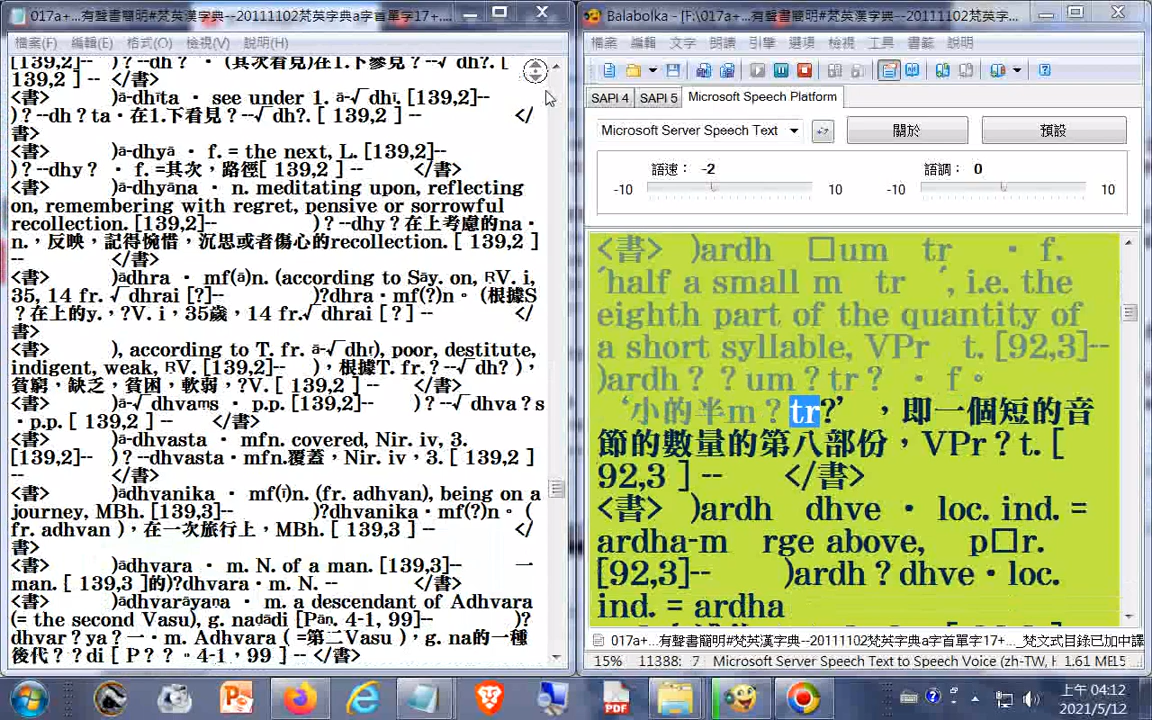 017a+...有聲書簡明#梵英漢字典--20111102梵英字典a字首單字17+...
檔案(F) 編輯(E) 格式(O) 檢視(V) 說明(H)
[139,2]-- )?--dh? ‧ (其次看見)在1.下參見?--√dh?. [
139,2 ] -- </書>
<書> )ā-dhīta ‧ see under 1. ā-√dhī. [139,2]--
)?--dh?ta‧在1.下看見?--√dh?. [ 139,2 ] -- </
書>
<書> )ā-dhyā ‧ f. = the next, L. [139,2]--
)?--dhy? ‧ f. =其次,路徑[ 139,2 ] -- </書>
<書> )ā-dhyāna ‧ n. meditating upon, reflecting
on, remembering with regret, pensive or sorrowful
recollection. [139,2]-- )?--dhy?在上考慮的na‧
n.,反映,記得惋惜,沉思或者傷心的recollection. [ 139,2 ]
-- </書>
<書> )ādhra ‧ mf(ā)n. (according to Sāy. on, RV. i,
35, 14 fr. √dhrai [?] )?dhra‧mf(?)n。 (根據S
?在上的y.,?V. i,35歲,14 fr.√dhrai [ ? ] </
書>
<書> ), according to T. fr. ā-√dhr), poor, destitute,
indigent, weak, RV. [139,2]-- ),根據T. fr.?--√dh?),
貧窮,缺乏,貧困,軟弱,?V. [ 139,2 ] -- </書>
<書> )ā-√dhvaṃs ‧ p.p. [139,2]-- )?--√dhva?s
‧p.p. [ 139,2 ] -- </書>
<書> )ā-dhvasta ‧ mfn. covered, Nir. iv, 3.
[139,2]-- )?--dhvasta‧mfn.覆蓋,Nir. iv,3. [ 139,2 ]
-- </書>
<書> )ādhvanika ‧ mf(ī)n. (fr. adhvan), being on a
journey, MBh. [139,3]-- )?dhvanika‧mf(?)n。 (
fr. adhvan ),在一次旅行上,MBh. [ 139,3 ] -- </
書>
<書> )ādhvara ‧ m. N. of a man. [139,3]-- 一
man. [ 139,3 ]的)?dhvara‧m. N. -- </書>
<書> )ādhvarāyaṇa ‧ m. a descendant of Adhvara
(= the second Vasu), g. naḍādi [Pāṇ. 4-1, 99] )?
dhvar?ya?一‧m. Adhvara ( =第二Vasu ),g. na的一種
後代??di [ P??。4-1,99 ] -- </書>
Balabolka - [F:\017a+...有聲書簡明#梵英漢字典--20111102梵英字...
檔案 編輯 文字 朗讀 引擎 選項 檢視 工具 書籤 說明
SAPI 4 SAPI 5 Microsoft Speech Platform
Microsoft Server Speech Text 關於 預設
語速: -2 語調: 0
-10 10 -10 10
<書> )ardh □um tr ‧ f.
'half a small m tr ', i.e. the
eighth part of the quantity of
a short syllable, VPr t. [92,3]--
)ardh??um?tr? ‧ f。
‘小的半m?tr?’ ,即一個短的音
節的數量的第八部份,VPr?t. [
92,3 ] -- </書>
<書> )ardh dhve ‧ loc. ind. =
ardha-m rge above, p□r.
[92,3]-- )ardh?dhve‧loc.
ind. = ardha
017a+...有聲書簡明#梵英漢字典--20111102梵英字典a字首單字17+..._梵文式目錄已加中譯
15% 11388: 7 Microsoft Server Speech Text to Speech Voice (zh-TW, H 1.61 МЕБ
上午 04:12
2021/5/12